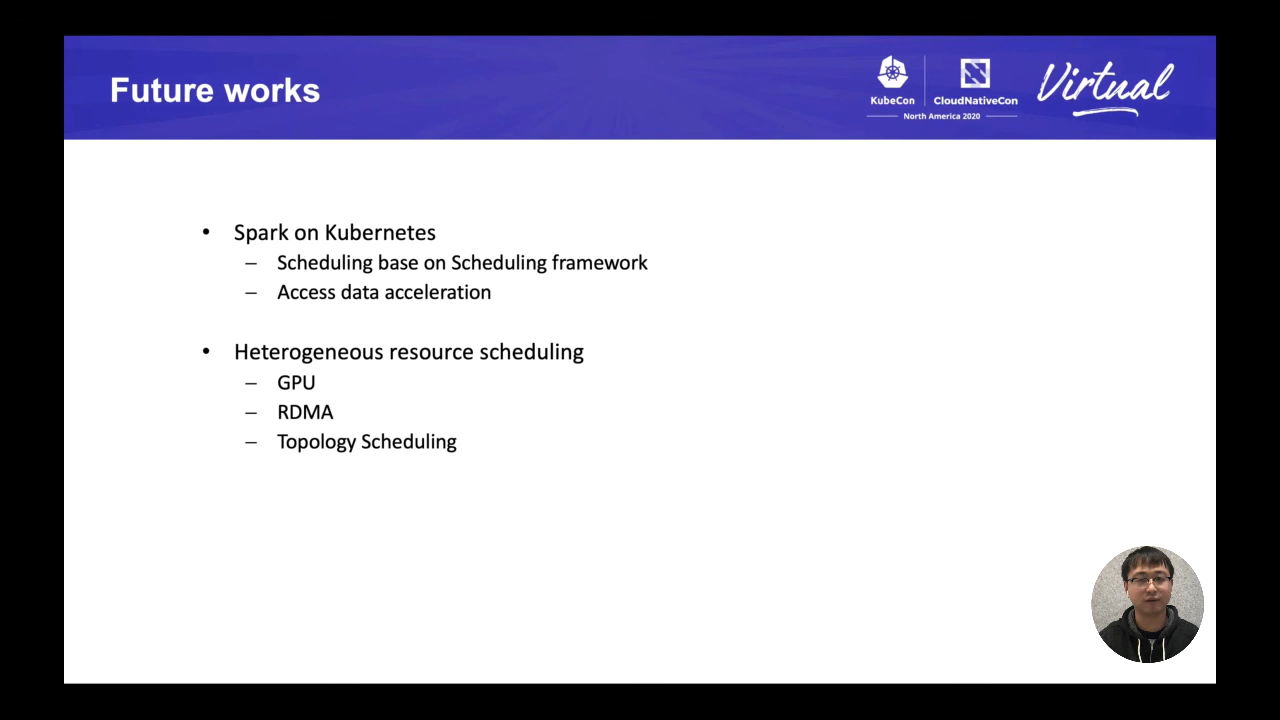 Future works
KubeCon
CloudNativeCon
North America 2020
Virtual
• Spark on Kubernetes
– Scheduling base on Scheduling framework
– Access data acceleration
• Heterogeneous resource scheduling
– GPU
– RDMA
– Topology Scheduling